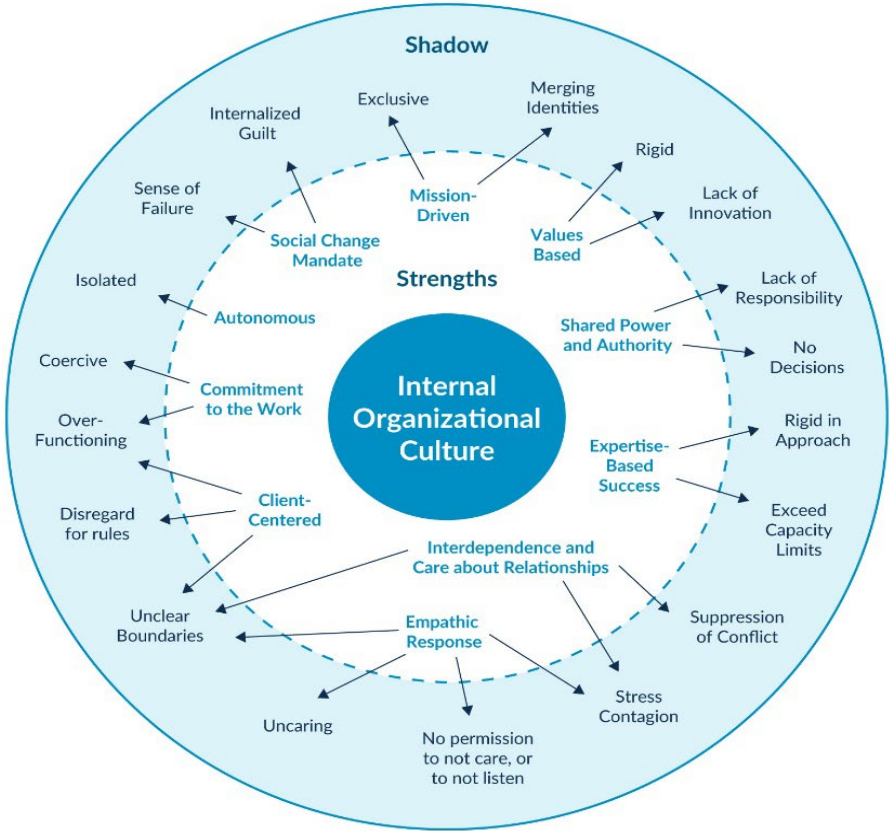 Shadow
Exclusive
Merging
Identities
Internalized
Guilt
Rigid
Sense of
Failure
Lack of
Innovation
Mission-
Driven
Values
Based
Social Change
Mandate
Strengths
Isolated
Lack of
Responsibility
Autonomous
Shared Power
and Authority
Coercive
No
Decisions
Commitment
to the Work
Internal
Organizational
Culture
Over-
Functioning
Rigid in
Approach
Expertise-
Based
Success
Client-
Centered
Disregard
for rules
Exceed
Capacity
Limits
Interdependence and
Care about Relationships
Unclear
Boundaries
Empathic
Response
Suppression
of Conflict
Uncaring
Stress
Contagion
No permission
to not care, or
to not listen